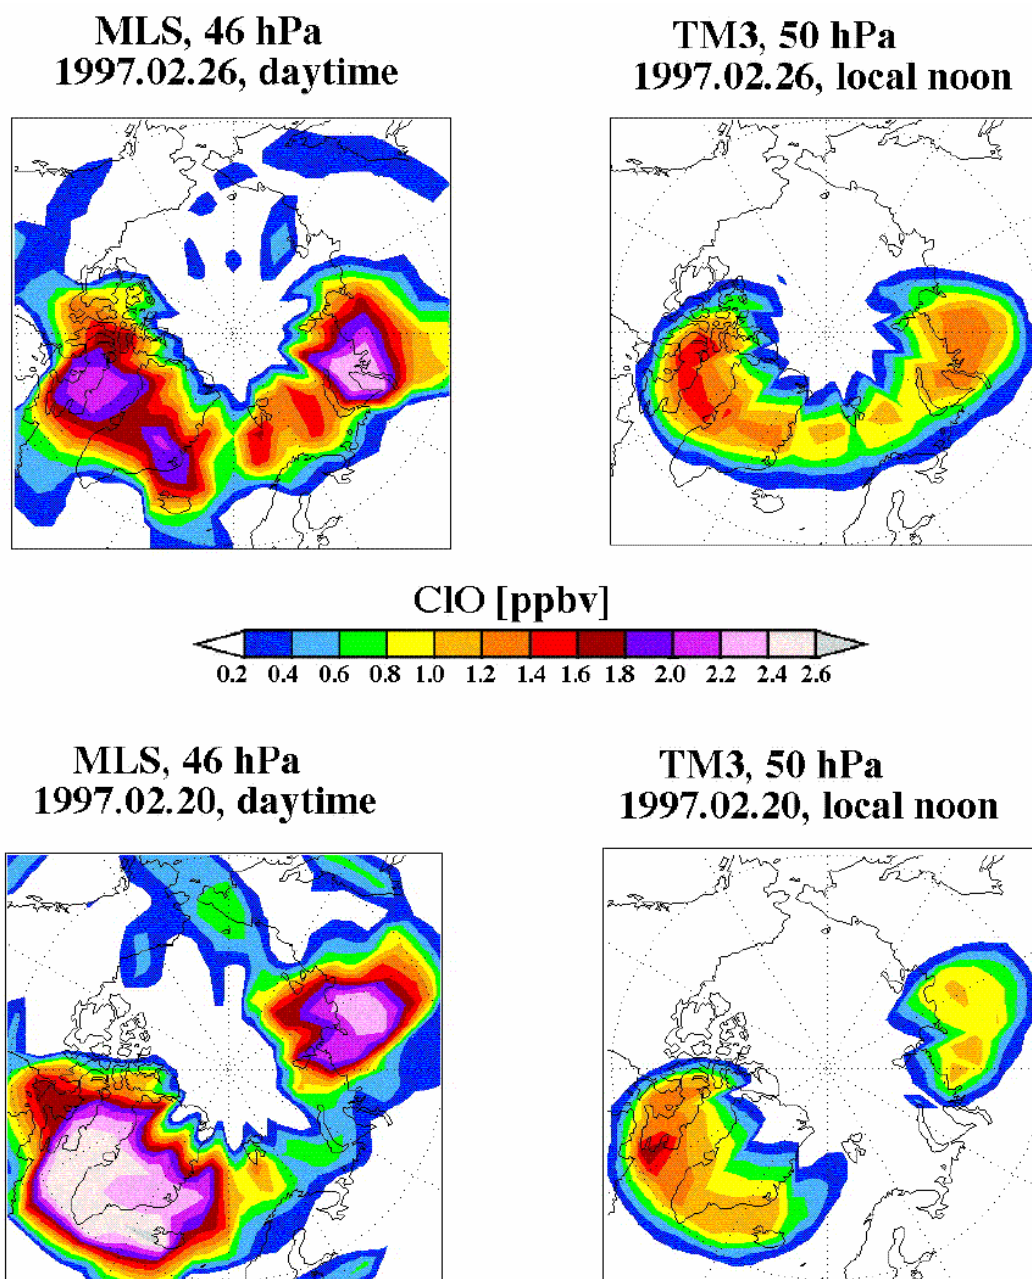 MLS, 46 hPa
1997.02.26, daytime
TM3, 50 hPa
1997.02.26, local noon
ClO [ppbv]
0.2 0.4 0.6 0.8 1.0 1.2 1.4 1.6 1.8 2.0 2.2 2.4 2.6
MLS, 46 hPa
1997.02.20, daytime
TM3, 50 hPa
1997.02.20, local noon